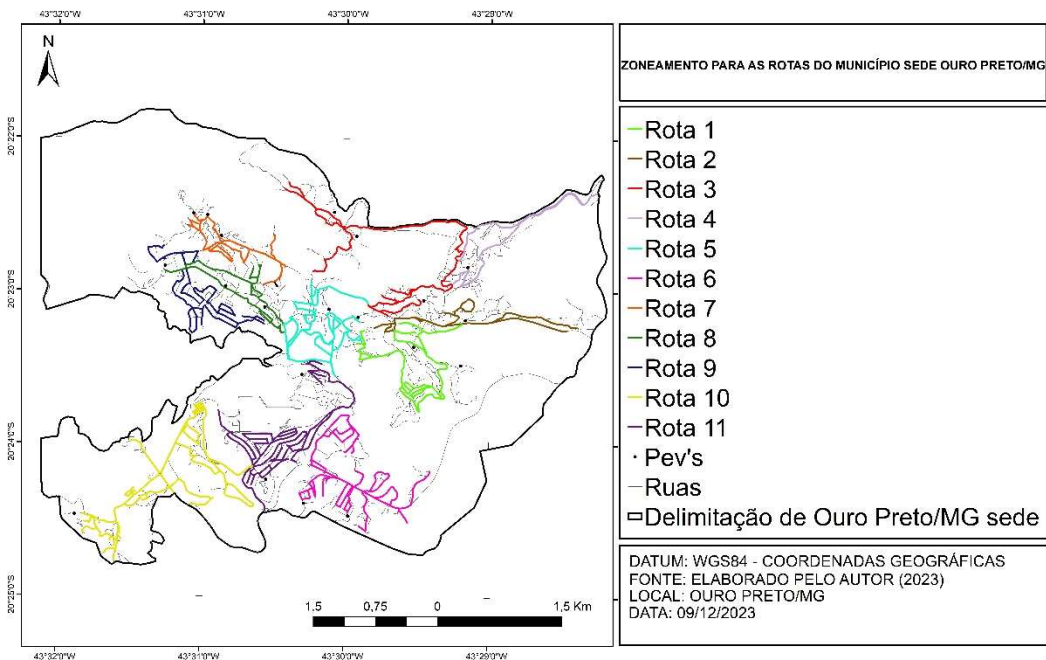 43°32'0"W
43°31'0"W
43°30'0"W
43°29'0"W
N
20°22'0"S
20°23'0"S
20°24'0"S
20°25'0"S
1,5 0,75 0 1,5 Km
43°32'0"W
43°31'0"W
43°30'0"W
43°29'0"W
ZONEAMENTO PARA AS ROTAS DO MUNICÍPIO SEDE OURO PRETO/MG
Rota 1
Rota 2
Rota 3
Rota 4
Rota 5
Rota 6
Rota 7
Rota 8
Rota 9
Rota 10
Rota 11
Pev's
Ruas
Delimitação de Ouro Preto/MG sede
DATUM: WGS84 - COORDENADAS GEOGRÁFICAS
FONTE: ELABORADO PELO AUTOR (2023)
LOCAL: OURO PRETO/MG
DATA: 09/12/2023